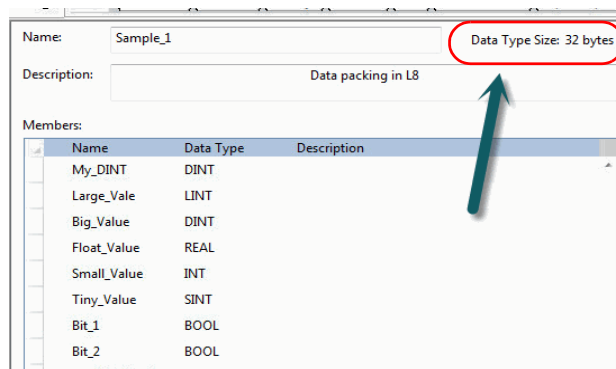 Name: Sample_1 Data Type Size: 32 bytes
Description: Data packing in L8
Members:
Name Data Type Description
My_DINT DINT
Large_Vale LINT
Big_Value DINT
Float_Value REAL
Small_Value INT
Tiny_Value SINT
Bit_1 BOOL
Bit_2 BOOL